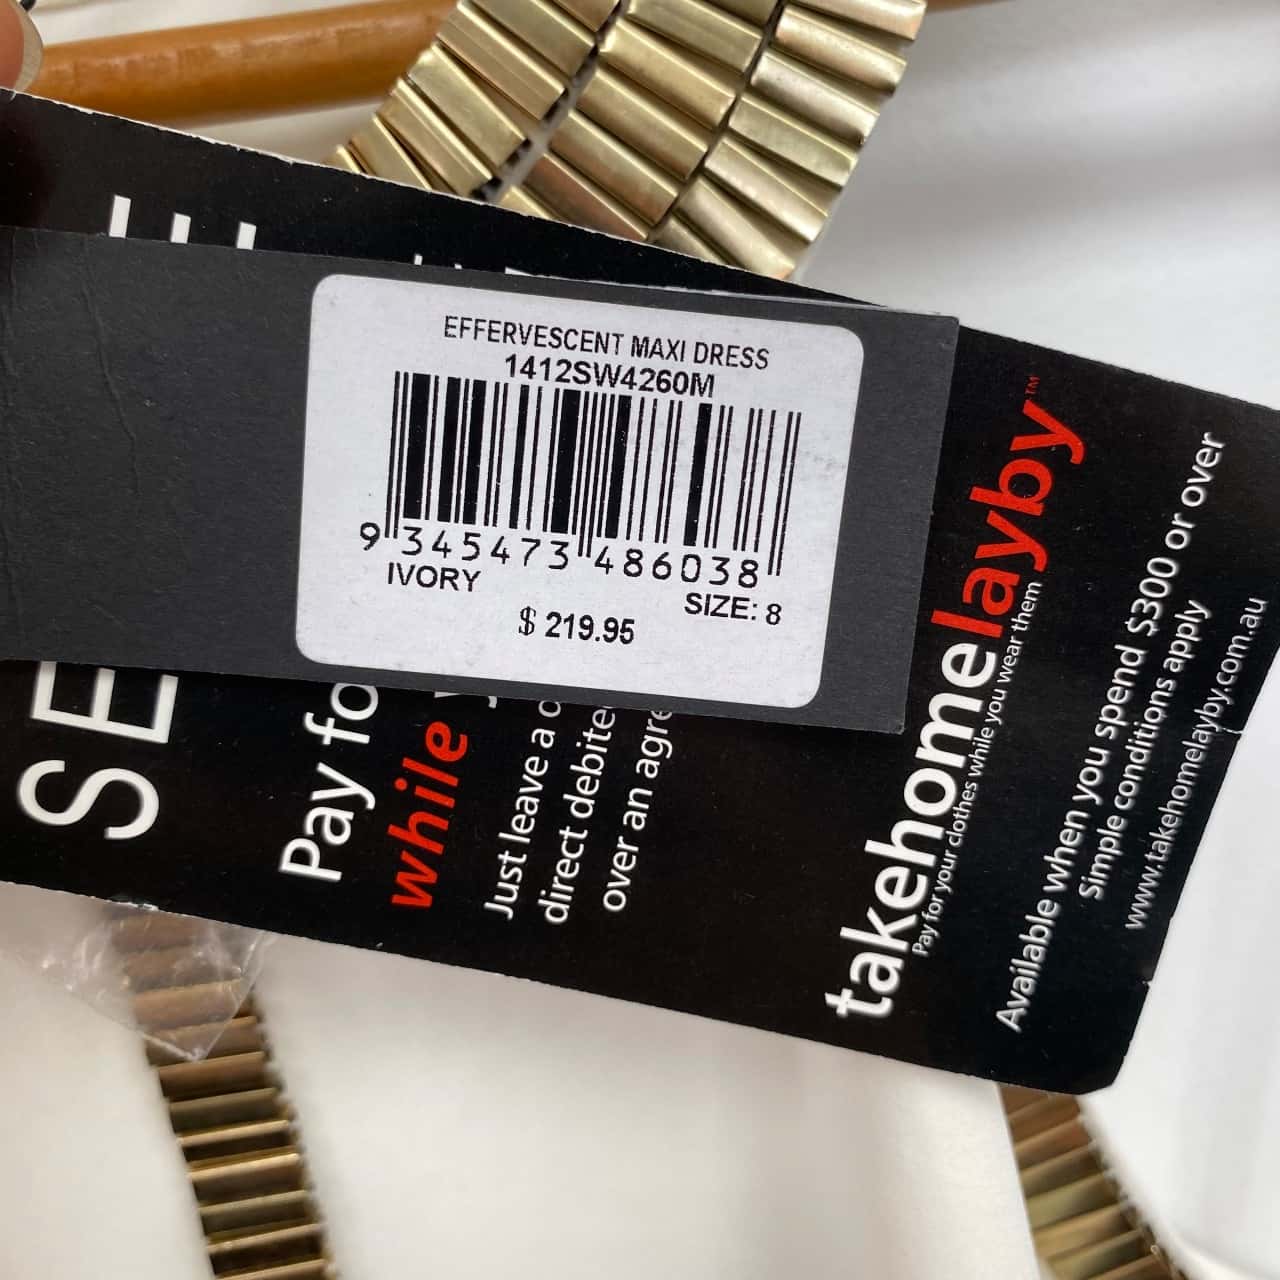 EFFERVESCENT MAXI DRESS
1412SW4260M
9 345473 486038
IVORY
SIZE: 8
$ 219.95
SE
Pay fo
while
Just leave a
direct debite
over an agre
takehomelayby™
Pay for your clothes while you wear them
Available when you spend $300 or over
Simple conditions apply
www.takehomelayby.com.au